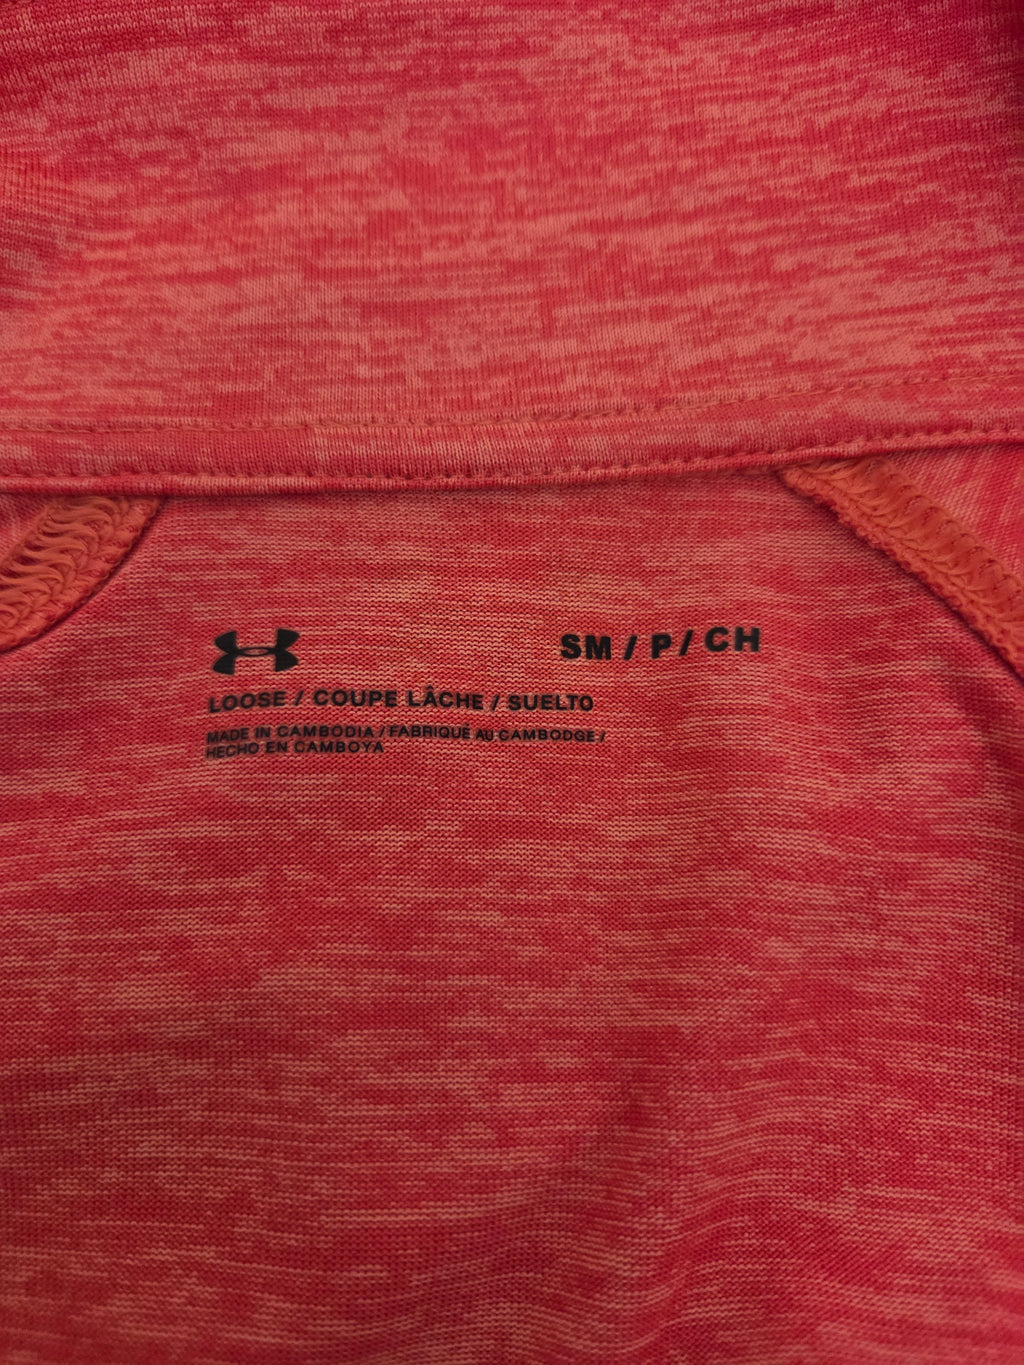 SM / P / CH
LOOSE / COUPE LÂCHE / SUELTO
MADE IN CAMBODIA / FABRIQUÉ AU CAMBODGE /
HECHO EN CAMBOYA